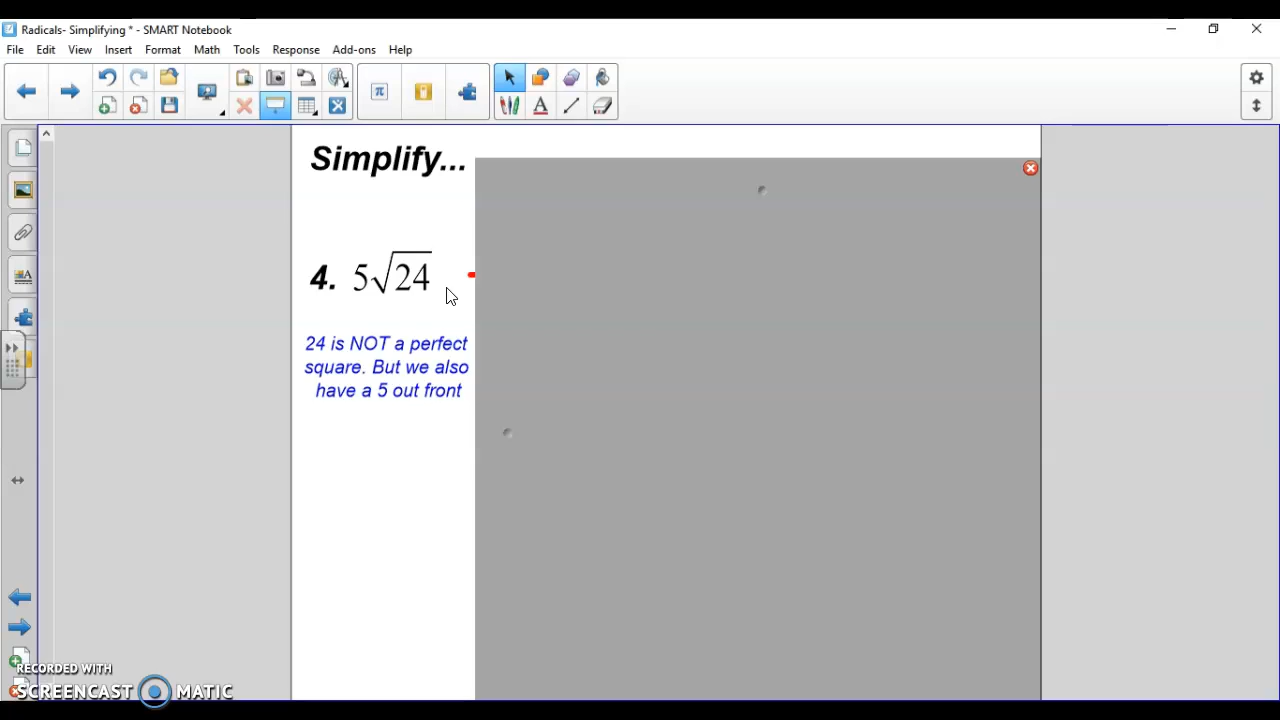 Radicals- Simplifying * - SMART Notebook
File Edit View Insert Format Math Tools Response Add-ons Help
π
A
Simplify...
4. 5√24
24 is NOT a perfect
square. But we also
have a 5 out front
RECORDED WITH
SCREENCAST MATIC